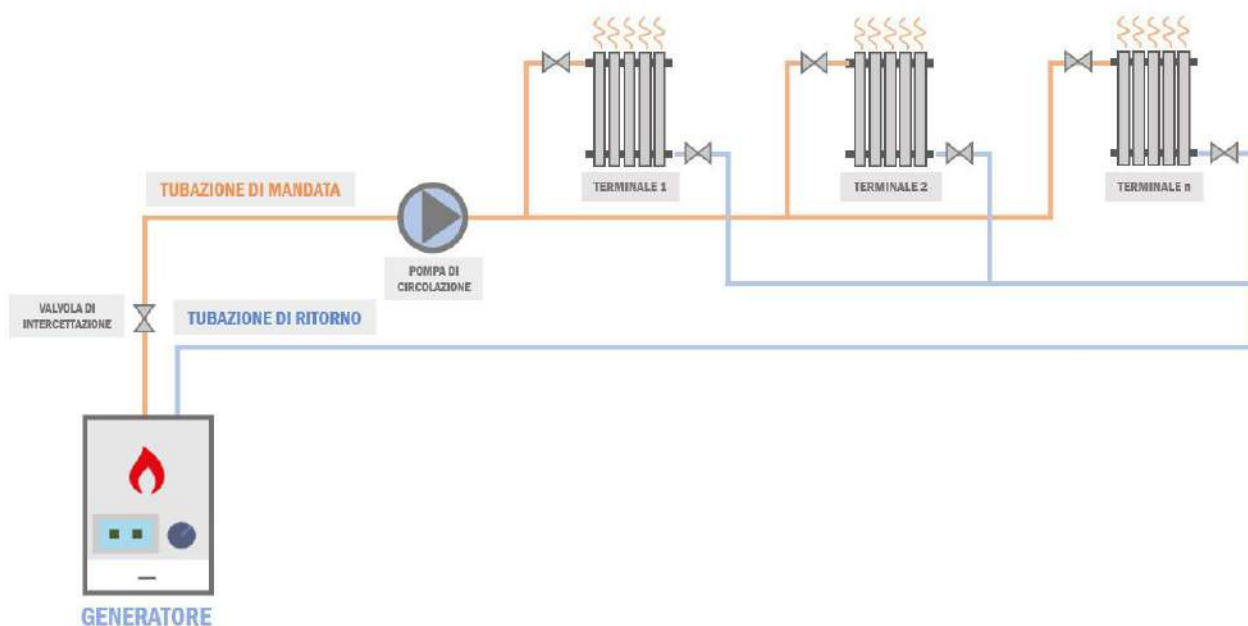 TERMINALE 1
TERMINALE 2
TERMINALE n
TUBAZIONE DI MANDATA
POMPA DI
CIRCOLAZIONE
VALVOLA DI
INTERCETTAZIONE
TUBAZIONE DI RITORNO
GENERATORE